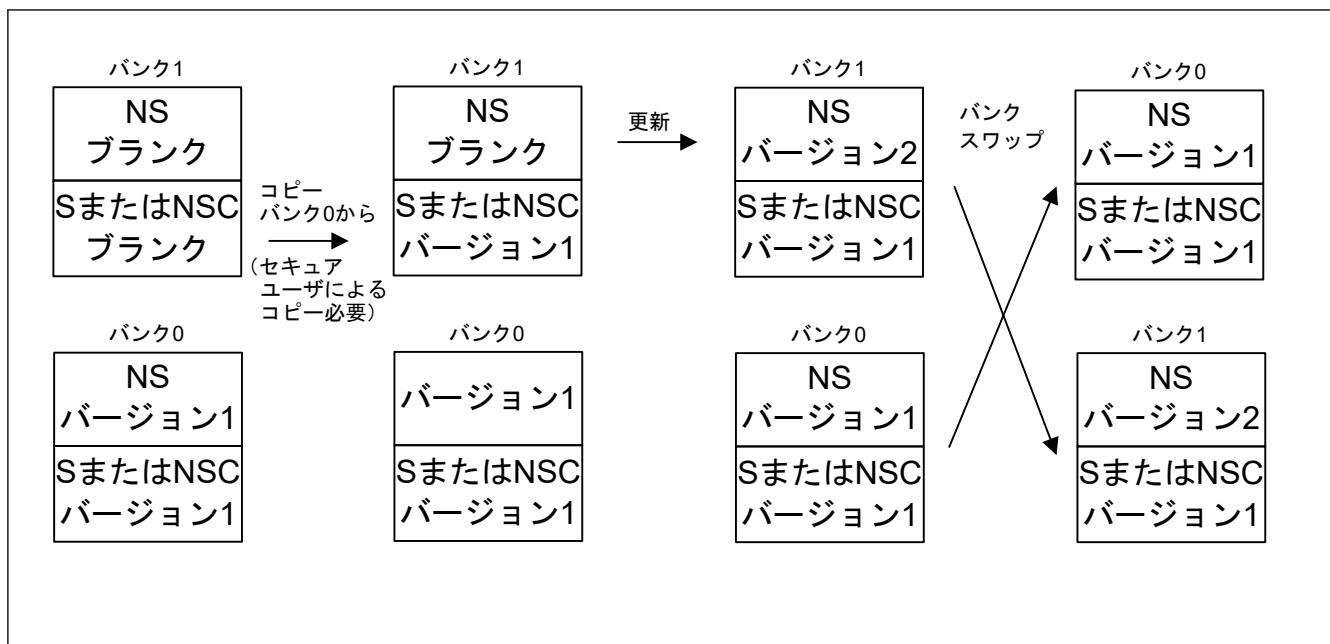 バンク1
NS
ブランク
SまたはNSC
ブランク
コピー
バンク0から
（セキュア
ユーザによる
コピー必要）
バンク1
NS
ブランク
SまたはNSC
バージョン1
更新
バンク1
NS
バージョン2
SまたはNSC
バージョン1
バンク
スワップ
バンク0
NS
バージョン1
SまたはNSC
バージョン1
バンク0
NS
バージョン1
SまたはNSC
バージョン1
バンク0
バージョン1
SまたはNSC
バージョン1
バンク0
NS
バージョン1
SまたはNSC
バージョン1
バンク1
NS
バージョン2
SまたはNSC
バージョン1